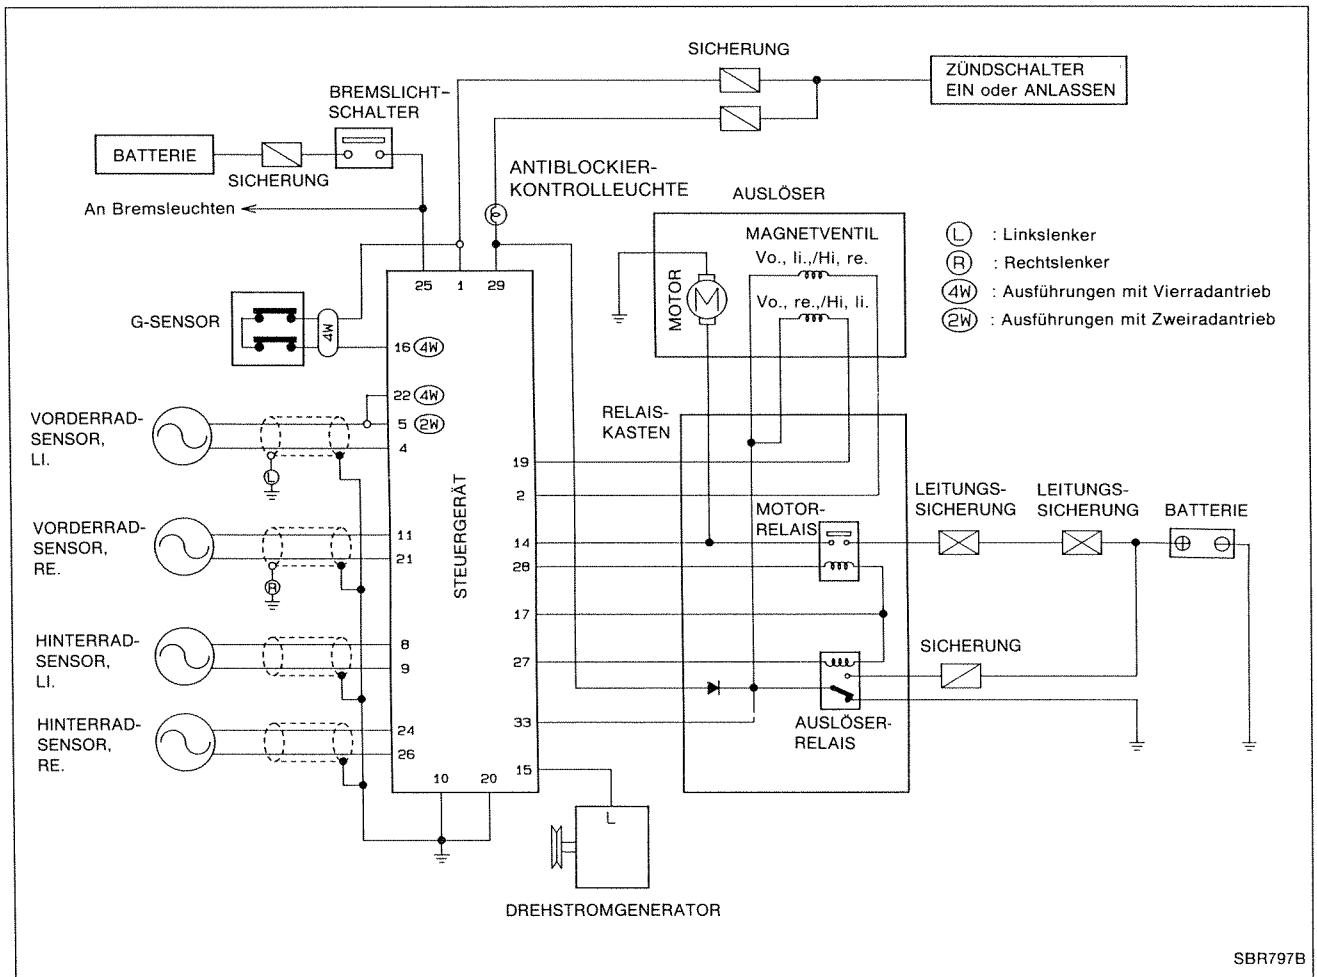 SICHERUNG
ZÜNDSCHALTER
EIN oder ANLASSEN
BREMSLICHT-
SCHALTER
BATTERIE
SICHERUNG
ANTIBLOCKIER-
KONTROLLEUCHTE
An Bremsleuchten
AUSLÖSER
MAGNETVENTIL
Vo., li.,/Hi, re.
Vo., re.,/Hi, li.
MOTOR
M
L : Linkslenker
R : Rechtslenker
4W : Ausführungen mit Vierradantrieb
2W : Ausführungen mit Zweiradantrieb
25 1 29
G-SENSOR
4W
16 4W
22 4W
5 2W
4
VORDERRAD-
SENSOR,
LI.
L
VORDERRAD-
SENSOR,
RE.
R
11
21
HINTERRAD-
SENSOR,
LI.
8
9
HINTERRAD-
SENSOR,
RE.
24
26
10 20
STEUERGERÄT
19
2
14
28
17
27
33
15
RELAIS-
KASTEN
MOTOR-
RELAIS
LEITUNGS-
SICHERUNG
LEITUNGS-
SICHERUNG
BATTERIE
SICHERUNG
AUSLÖSER-
RELAIS
L
DREHSTROMGENERATOR
SBR797B